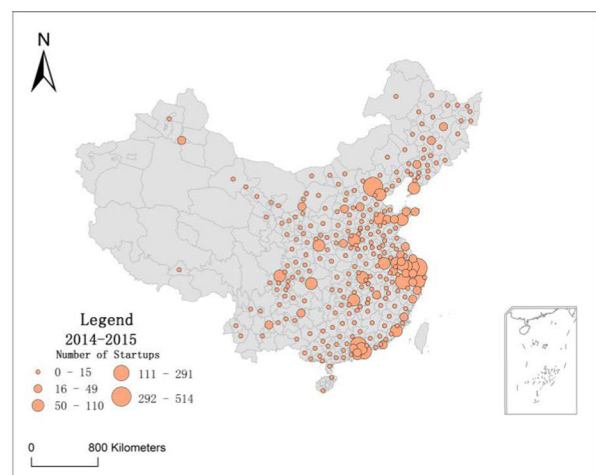 N
Legend
2014-2015
Number of Startups
0 - 15
16 - 49
50 - 110
111 - 291
292 - 514
0 800 Kilometers